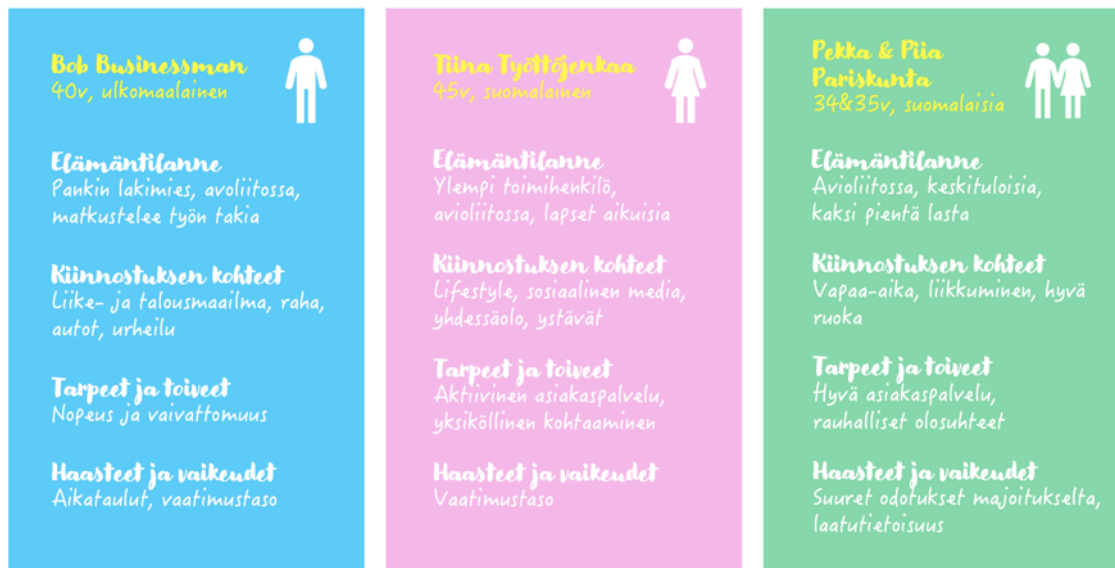 Bob Businessman
40v, ulkomaalainen
Elämäntilanne
Pankin lakimies, avoliitossa,
matkustelee työn takia
Kiinnostuksen kohteet
Liike- ja talousmaailma, raha,
autot, urheilu
Tarpeet ja toiveet
Nopeus ja vaivattomuus
Haasteet ja vaikeudet
Aikataulut, vaatimustaso
Tiina Työttöjenkaa
45v, suomalainen
Elämäntilanne
Ylempi toimihenkilö,
avioliitossa, lapset aikuisia
Kiinnostuksen kohteet
Lifestyle, sosiaalinen media,
yhdessäolo, ystävät
Tarpeet ja toiveet
Aktiivinen asiakaspalvelu,
yksiköllinen kohtaaminen
Haasteet ja vaikeudet
Vaatimustaso
Pekka & Piia
Pariskunta
34&35v, suomalaisia
Elämäntilanne
Avioliitossa, keskituloisia,
kaksi pientä lasta
Kiinnostuksen kohteet
Vapaa-aika, liikkuminen, hyvä
ruoka
Tarpeet ja toiveet
Hyvä asiakaspalvelu,
rauhalliset olosuhteet
Haasteet ja vaikeudet
Suuret odotukset majoitukselta,
laatutietoisuus